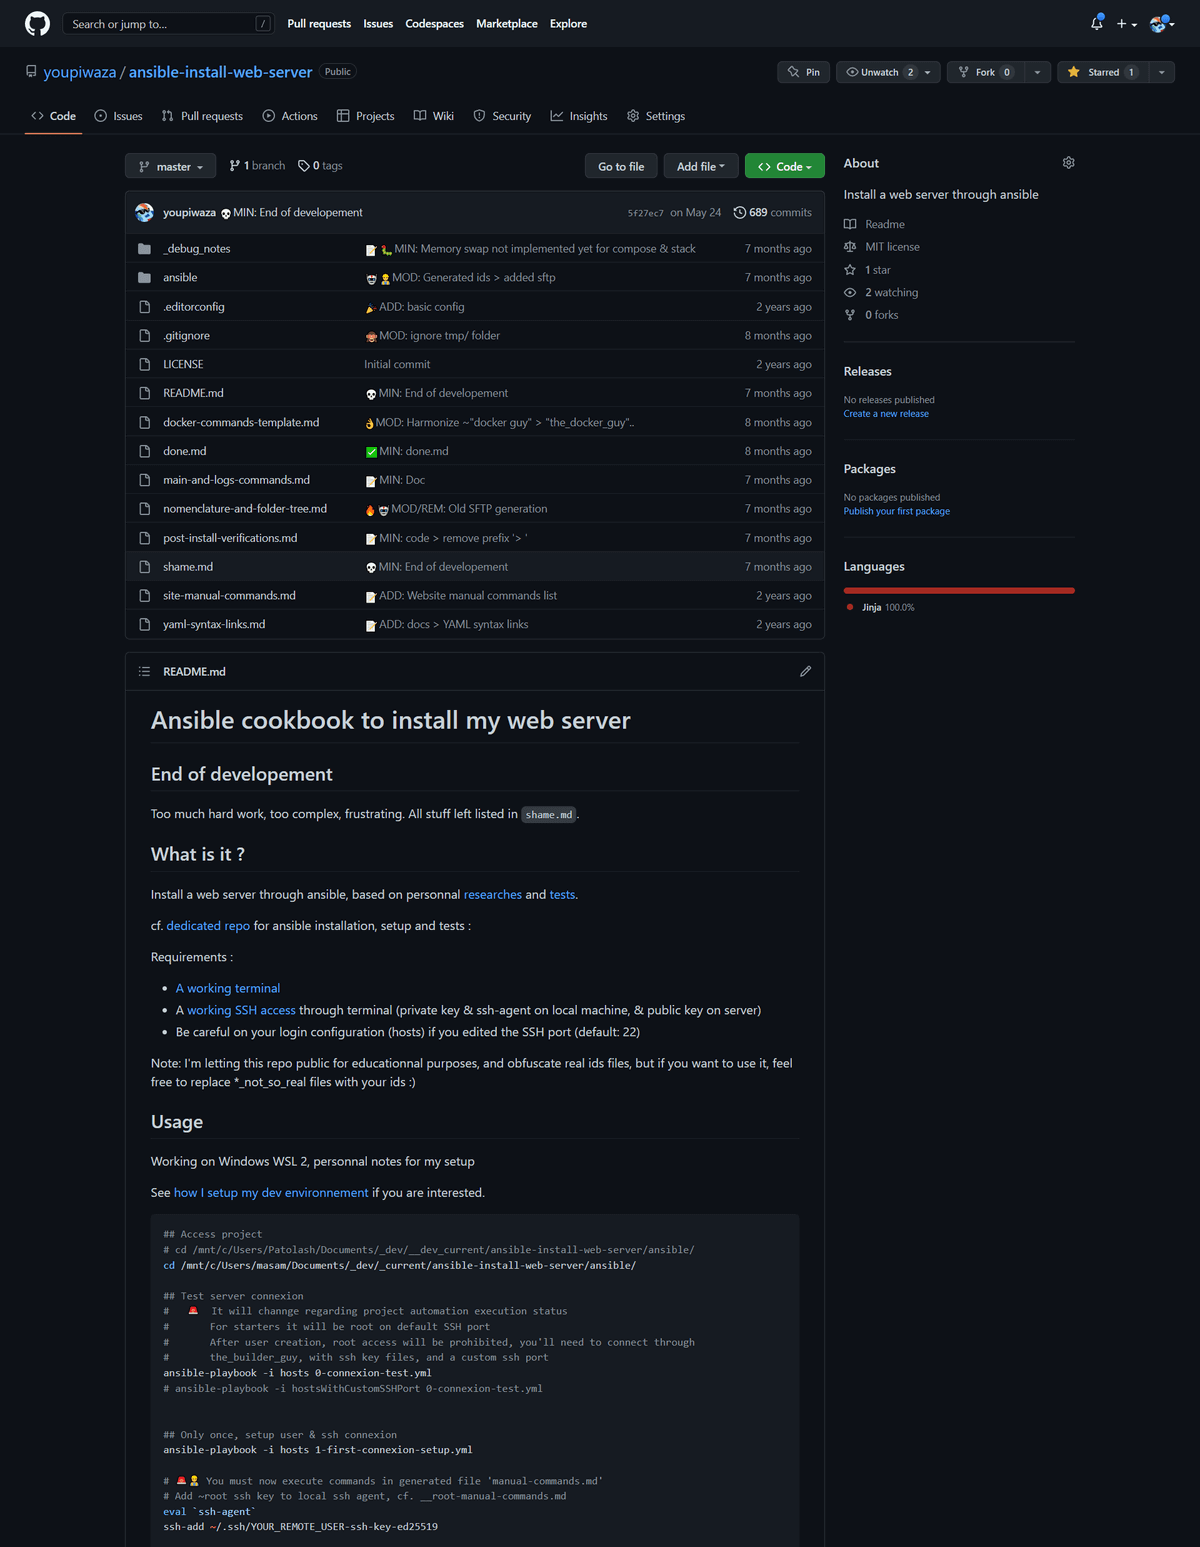 Search or jump to... /
Pull requests Issues Codespaces Marketplace Explore
youpiwaza / ansible-install-web-server Public
Pin Unwatch 2 Fork 0 Starred 1
Code Issues Pull requests Actions Projects Wiki Security Insights Settings
master 1 branch 0 tags Go to file Add file Code
youpiwaza 💀 MIN: End of developement 5f27ec7 on May 24 689 commits
_debug_notes 📝 🐛 MIN: Memory swap not implemented yet for compose & stack 7 months ago
ansible MOD: Generated ids > added sftp 7 months ago
.editorconfig 🎉 ADD: basic config 2 years ago
.gitignore 🙈 MOD: ignore tmp/ folder 8 months ago
LICENSE Initial commit 2 years ago
README.md 💀 MIN: End of developement 7 months ago
docker-commands-template.md 👌 MOD: Harmonize ~"docker guy" > "the_docker_guy".. 8 months ago
done.md ✅ MIN: done.md 8 months ago
main-and-logs-commands.md 📝 MIN: Doc 7 months ago
nomenclature-and-folder-tree.md 🔥 MOD/REM: Old SFTP generation 7 months ago
post-install-verifications.md 📝 MIN: code > remove prefix '> ' 7 months ago
shame.md 💀 MIN: End of developement 7 months ago
site-manual-commands.md 📝 ADD: Website manual commands list 2 years ago
yaml-syntax-links.md 📝 ADD: docs > YAML syntax links 2 years ago
About
Install a web server through ansible
Readme
MIT license
1 star
2 watching
0 forks
Releases
No releases published
Create a new release
Packages
No packages published
Publish your first package
Languages
Jinja 100.0%
README.md
Ansible cookbook to install my web server
End of developement
Too much hard work, too complex, frustrating. All stuff left listed in shame.md.
What is it ?
Install a web server through ansible, based on personnal researches and tests.
cf. dedicated repo for ansible installation, setup and tests :
Requirements :
• A working terminal
• A working SSH access through terminal (private key & ssh-agent on local machine, & public key on server)
• Be careful on your login configuration (hosts) if you edited the SSH port (default: 22)
Note: I'm letting this repo public for educationnal purposes, and obfuscate real ids files, but if you want to use it, feel
free to replace *_not_so_real files with your ids :)
Usage
Working on Windows WSL 2, personnal notes for my setup
See how I setup my dev environnement if you are interested.
## Access project
# cd /mnt/c/Users/Patolash/Documents/_dev/__dev_current/ansible-install-web-server/ansible/
cd /mnt/c/Users/masam/Documents/_dev/_current/ansible-install-web-server/ansible/
## Test server connexion
# 🚨 It will channge regarding project automation execution status
# For starters it will be root on default SSH port
# After user creation, root access will be prohibited, you'll need to connect through
# the_builder_guy, with ssh key files, and a custom ssh port
ansible-playbook -i hosts 0-connexion-test.yml
# ansible-playbook -i hostsWithCustomSSHPort 0-connexion-test.yml
## Only once, setup user & ssh connexion
ansible-playbook -i hosts 1-first-connexion-setup.yml
# 🚨👷 You must now execute commands in generated file 'manual-commands.md'
# Add ~root ssh key to local ssh agent, cf. __root-manual-commands.md
eval `ssh-agent`
ssh-add ~/.ssh/YOUR_REMOTE_USER-ssh-key-ed25519